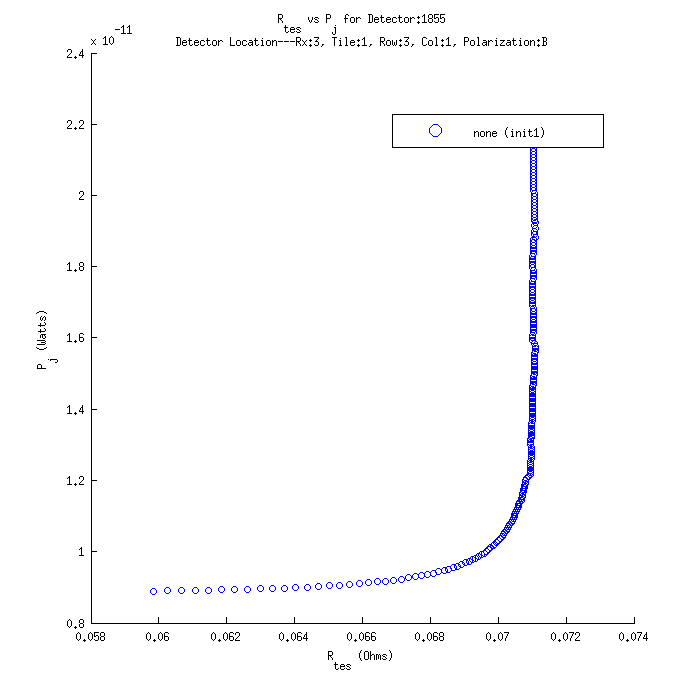 R_tes vs P_j for Detector:1855
Detector Location---Rx:3, Tile:1, Row:3, Col:1, Polarization:B
x 10^-11
2.4
2.2
none (init1)
2
1.8
1.6
1.4
1.2
1
0.8
P_j (Watts)
0.058 0.06 0.062 0.064 0.066 0.068 0.07 0.072 0.074
R_tes (Ohms)